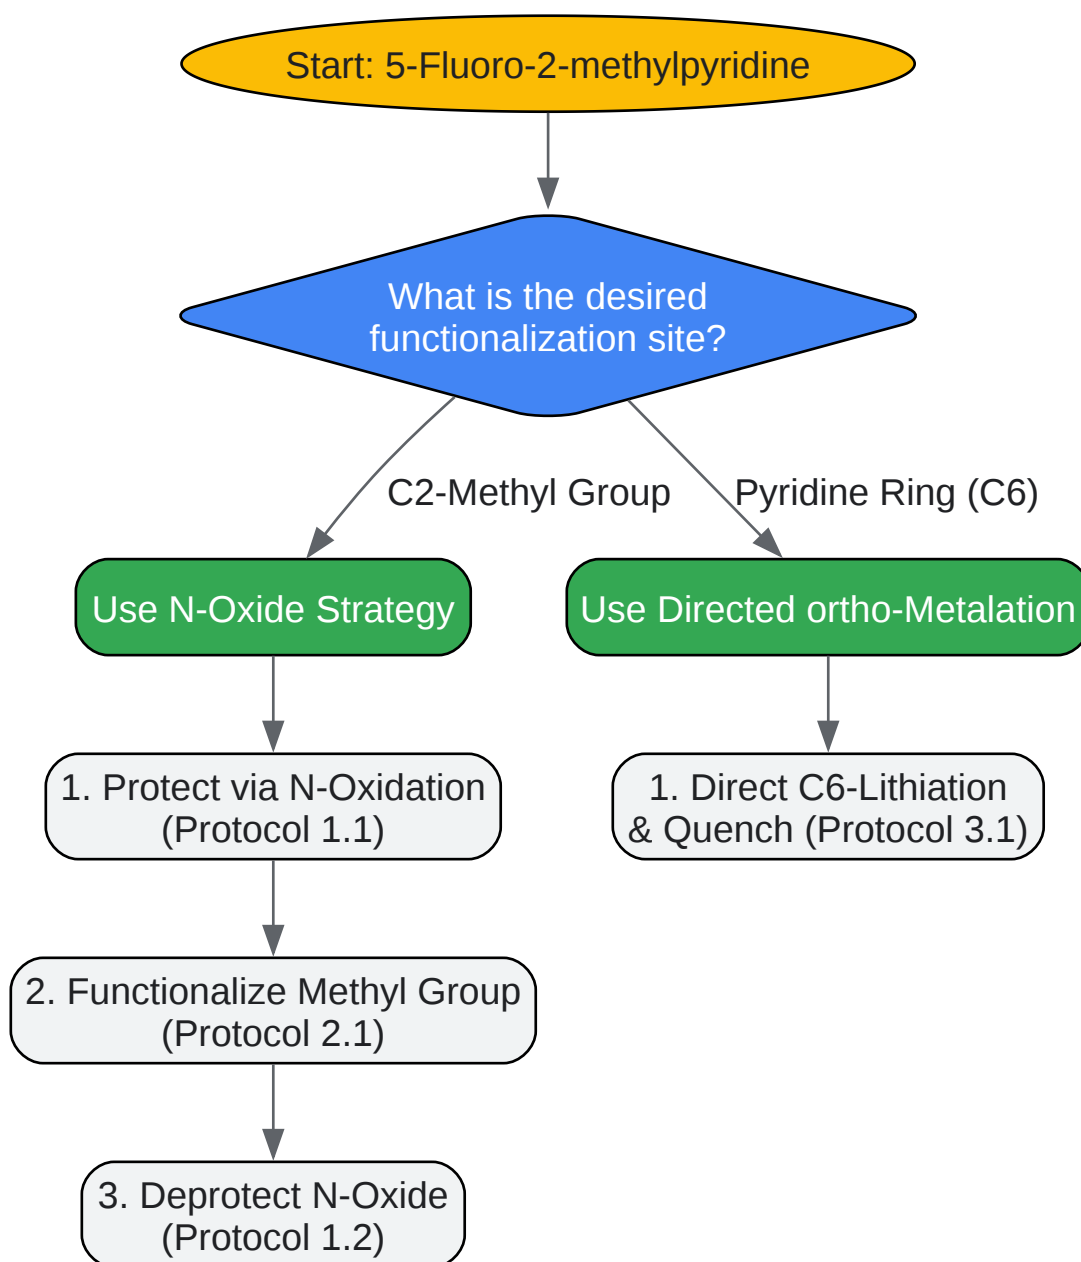 Start: 5-Fluoro-2-methylpyridine
What is the desired
functionalization site?
C2-Methyl Group
Pyridine Ring (C6)
Use N-Oxide Strategy
Use Directed ortho-Metalation
1. Protect via N-Oxidation
(Protocol 1.1)
1. Direct C6-Lithiation
& Quench (Protocol 3.1)
2. Functionalize Methyl Group
(Protocol 2.1)
3. Deprotect N-Oxide
(Protocol 1.2)